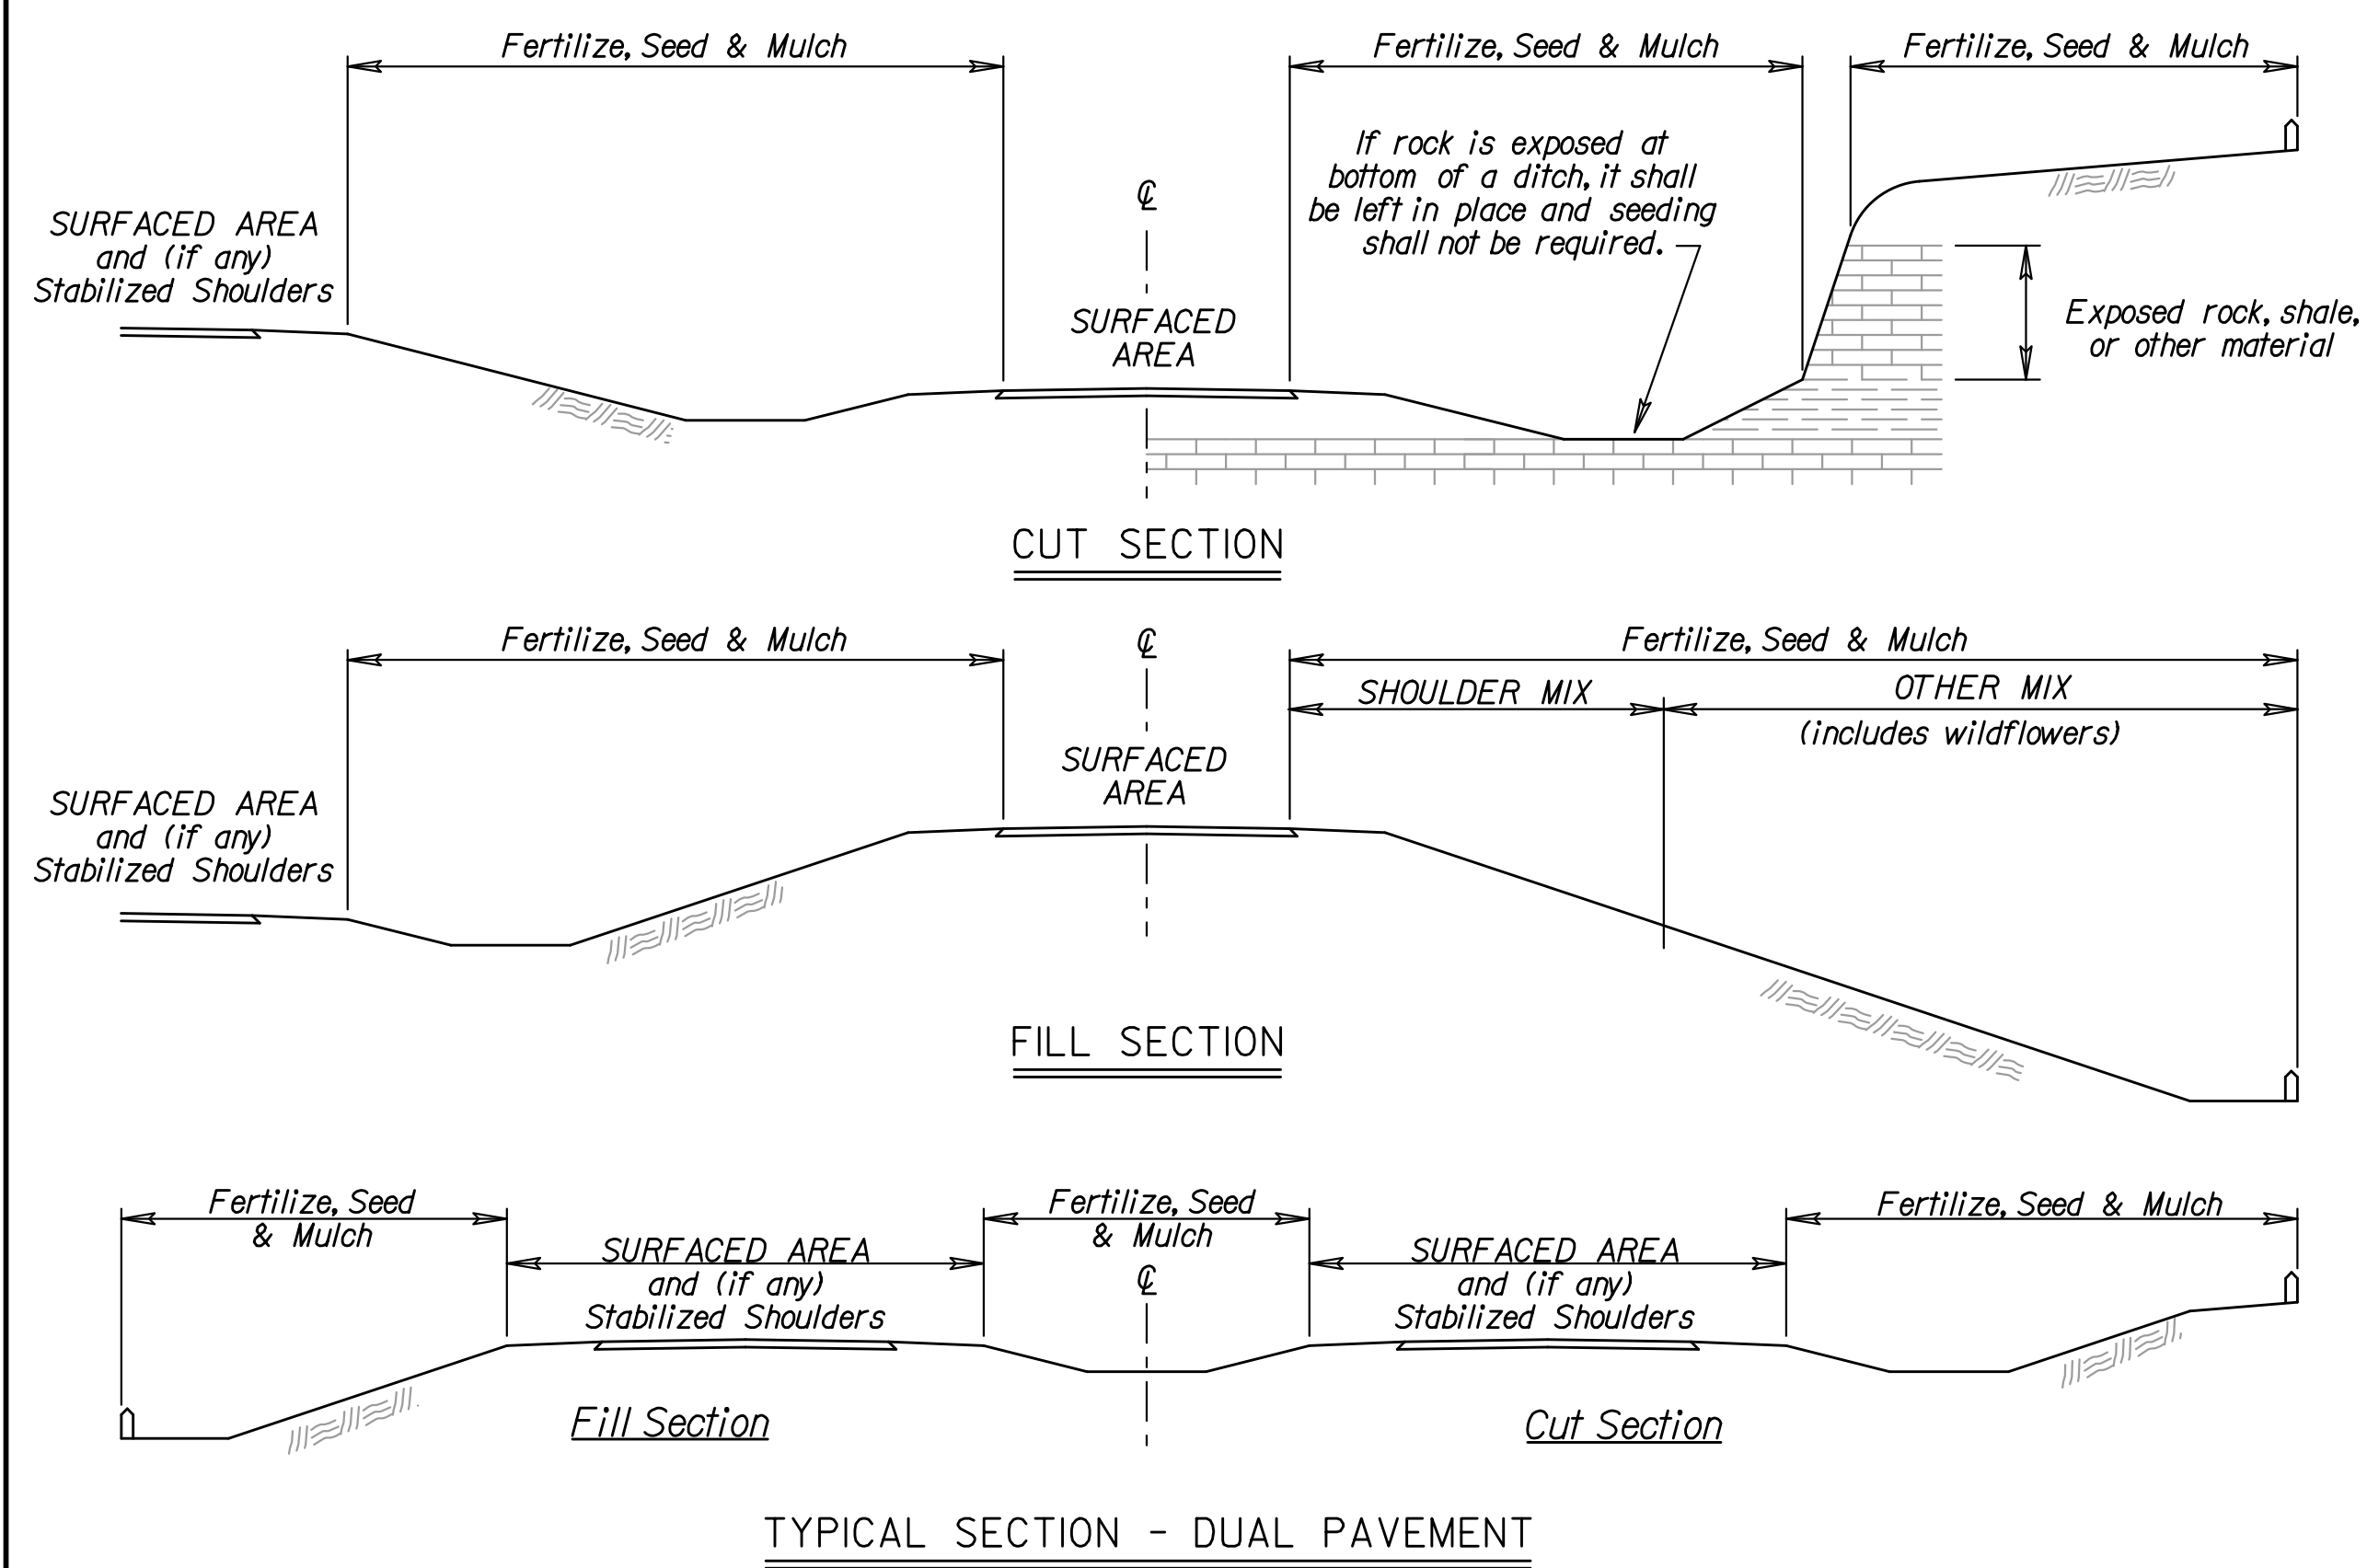 Fertilize, Seed & Mulch
Fertilize, Seed & Mulch
Fertilize, Seed & Mulch
If rock is exposed at
bottom of a ditch, it shall
be left in place and seeding
shall not be required.
℄
SURFACED AREA
and (if any)
Stabilized Shoulders
SURFACED
AREA
Exposed rock, shale,
or other material
CUT SECTION
Fertilize, Seed & Mulch
℄
Fertilize, Seed & Mulch
SHOULDER MIX
OTHER MIX
(includes wildflowers)
SURFACED
AREA
SURFACED AREA
and (if any)
Stabilized Shoulders
FILL SECTION
Fertilize, Seed
& Mulch
SURFACED AREA
and (if any)
Stabilized Shoulders
Fertilize, Seed
& Mulch
℄
SURFACED AREA
and (if any)
Stabilized Shoulders
Fertilize, Seed & Mulch
Fill Section
Cut Section
TYPICAL SECTION - DUAL PAVEMENT